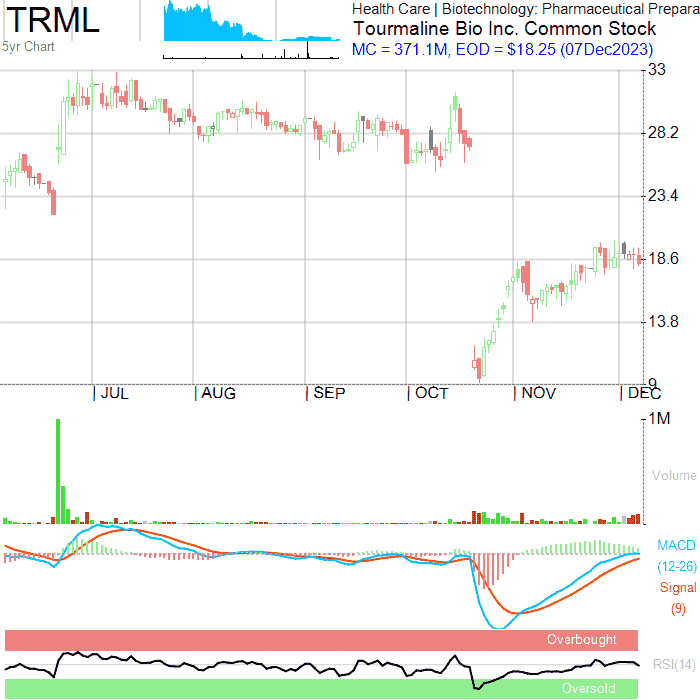 TRML
5yr Chart
Health Care | Biotechnology: Pharmaceutical Prepara
Tourmaline Bio Inc. Common Stock
MC = 371.1M, EOD = $18.25 (07Dec2023)
33
28.2
23.4
18.6
13.8
9
JUL AUG SEP OCT NOV DEC
1M
Volume
MACD
(12-26)
Signal
(9)
Overbought
RSI(14)
Oversold